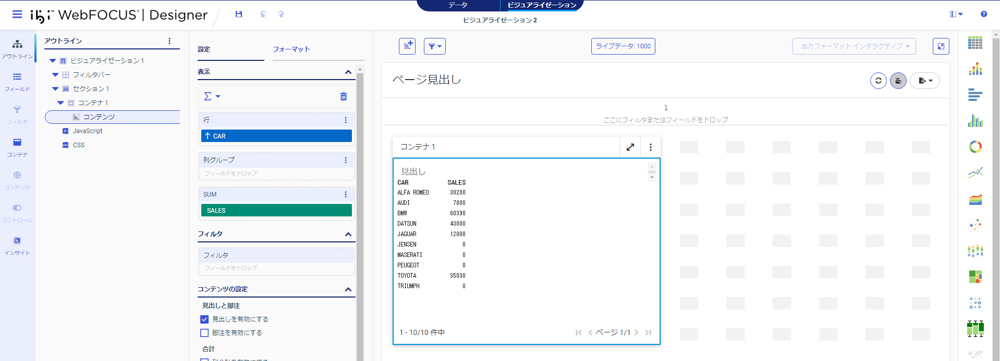 データ
ビジュアライゼーション
ibi™ WebFOCUS® | Designer
ビジュアライゼーション 2
アウトライン
フィールド
フィルタ
コンテナ
コンテンツ
コントロール
インサイト
アウトライン
ビジュアライゼーション 1
フィルタバー
セクション 1
コンテナ 1
コンテンツ
JavaScript
CSS
設定
フォーマット
表示
行
CAR
列グループ
フィールドをドロップ
SUM
SALES
フィルタ
フィルタ
フィールドをドロップ
コンテンツの設定
見出しと脚注
見出しを有効にする
脚注を有効にする
合計
ライブデータ: 1000
出力フォーマット インタラクティブ
ページ見出し
ここにフィルタまたはフィールドをドロップ
コンテナ 1
見出し
CAR SALES
ALFA ROMEO 30200
AUDI 7800
BMW 80390
DATSUN 43000
JAGUAR 12000
JENSEN 0
MASERATI 0
PEUGEOT 0
TOYOTA 35030
TRIUMPH 0
1 - 10/10 件中
ページ 1/1